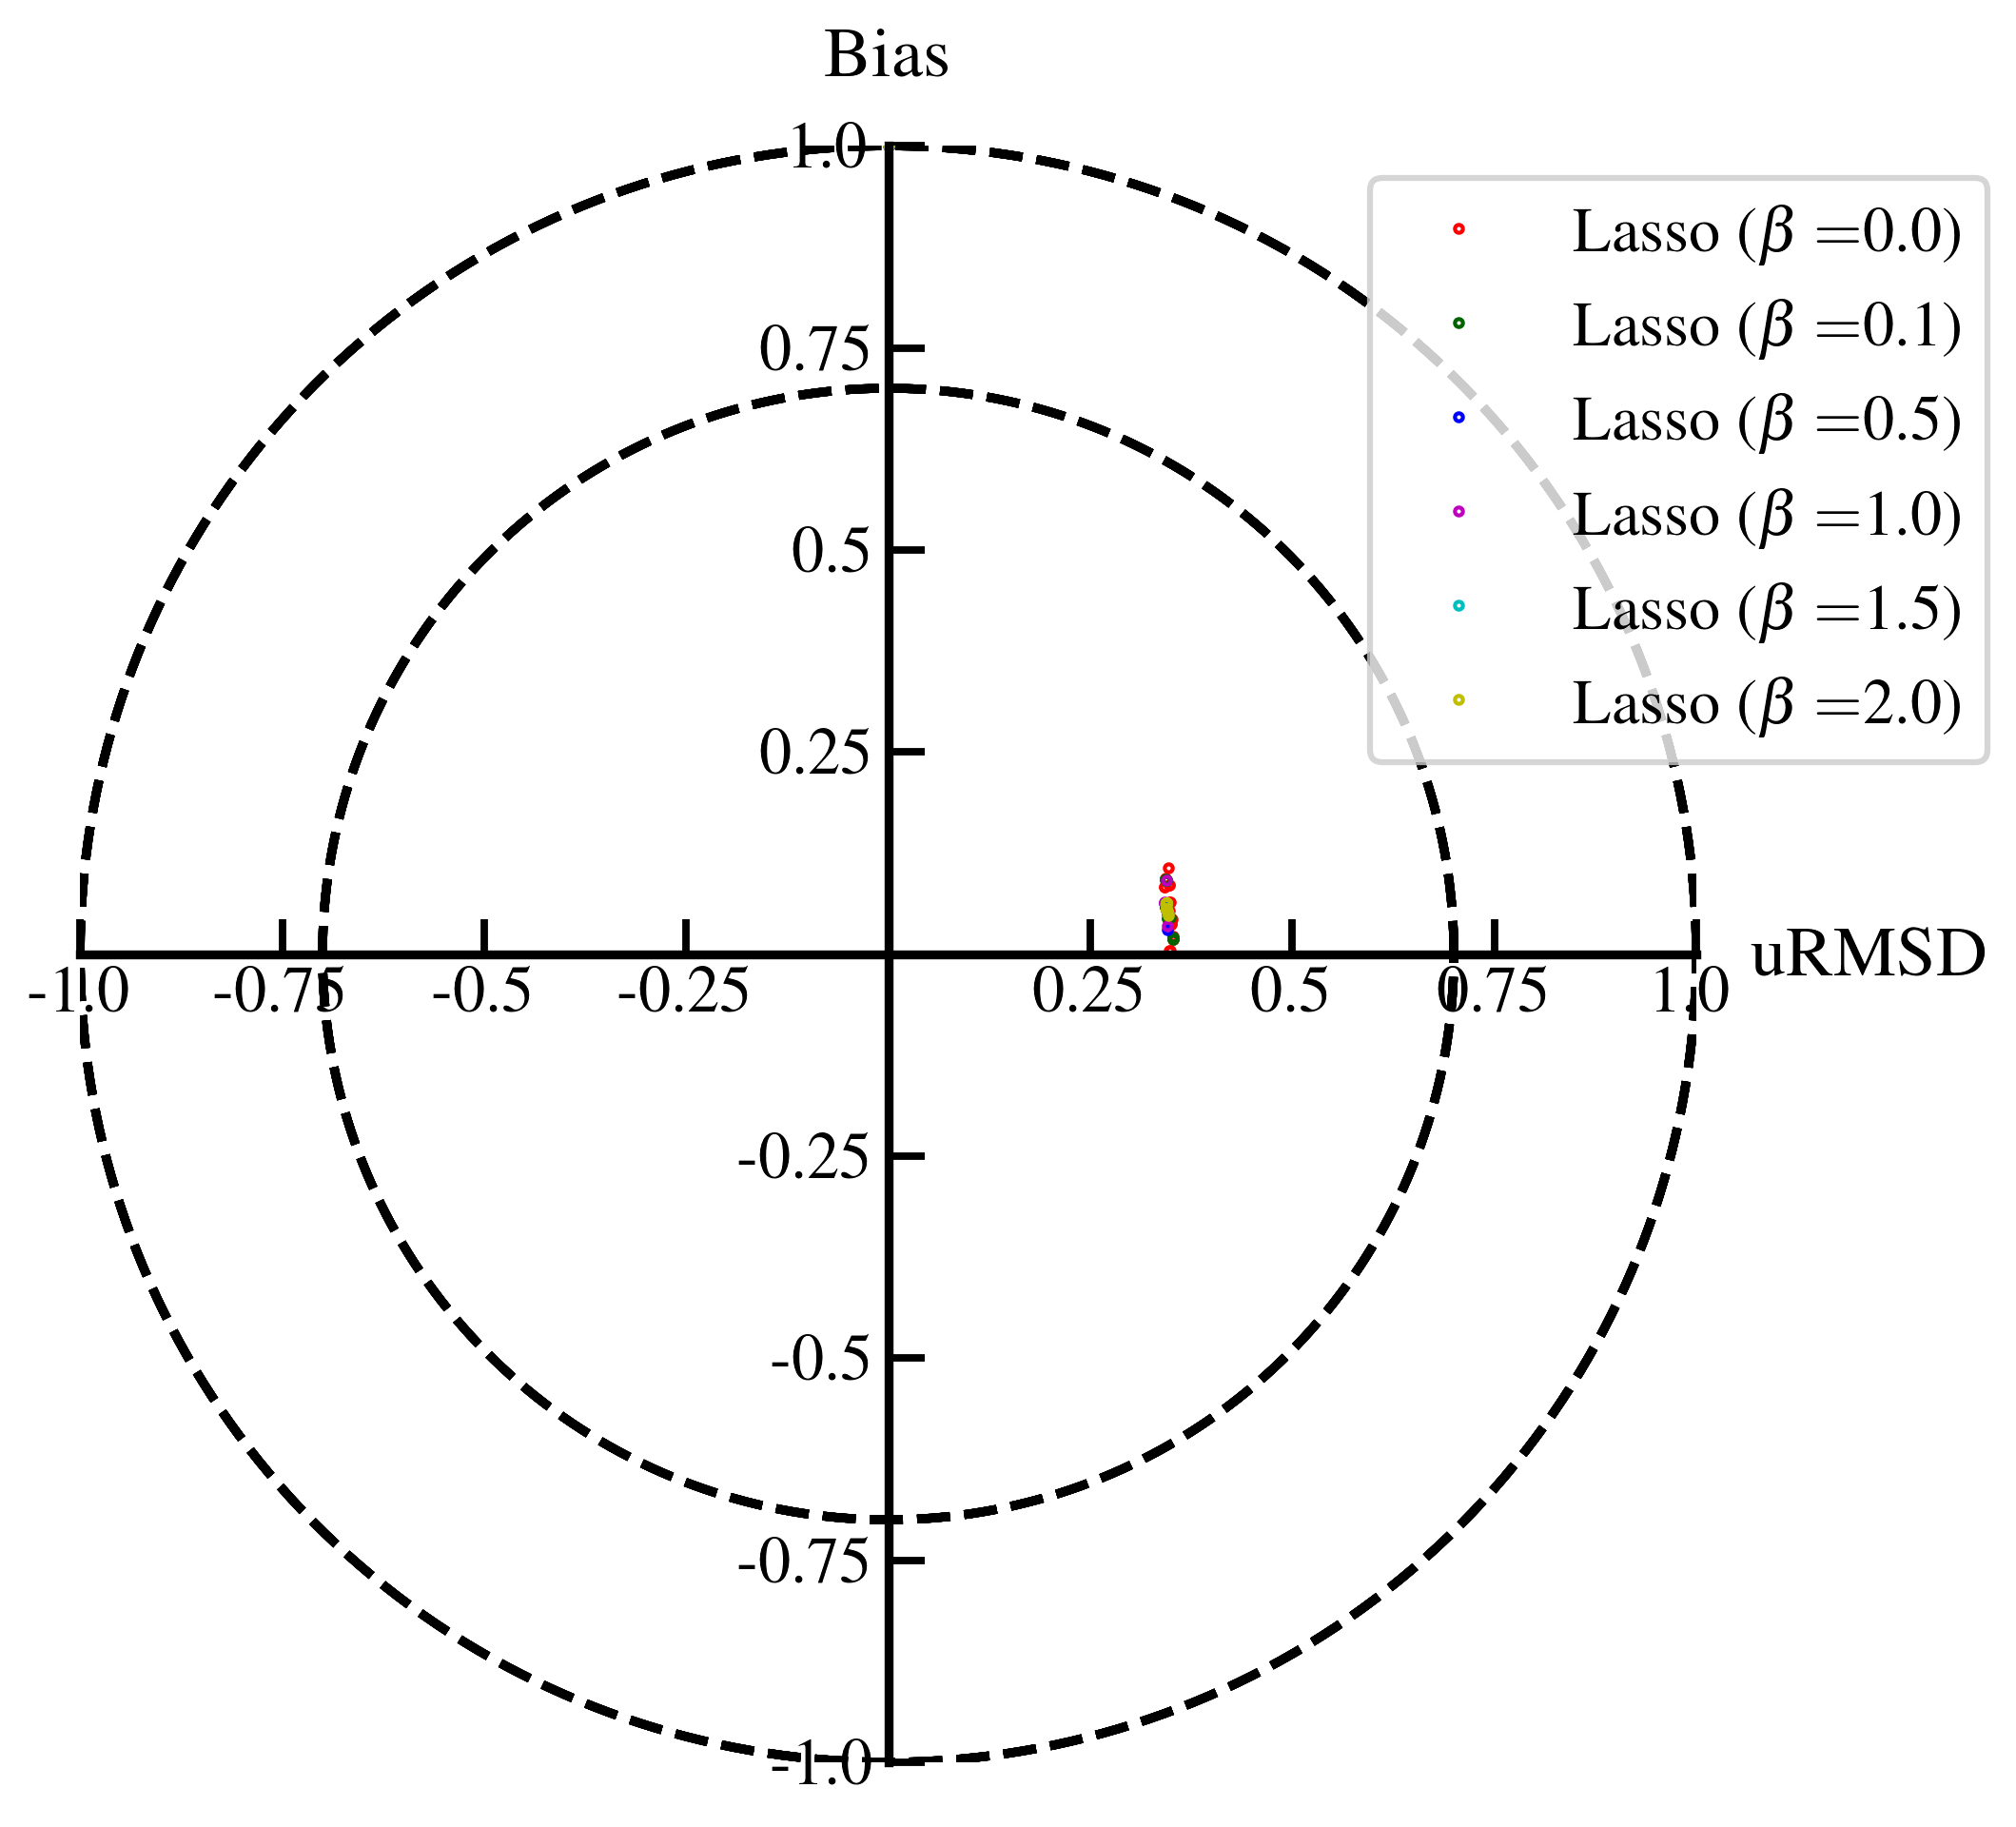 Bias
1.0
0.75
0.5
0.25
-0.25
-0.5
-0.75
-1.0
-1.0 -0.75 -0.5 -0.25 0.25 0.5 0.75 1.0
uRMSD
Lasso (β =0.0)
Lasso (β =0.1)
Lasso (β =0.5)
Lasso (β =1.0)
Lasso (β =1.5)
Lasso (β =2.0)